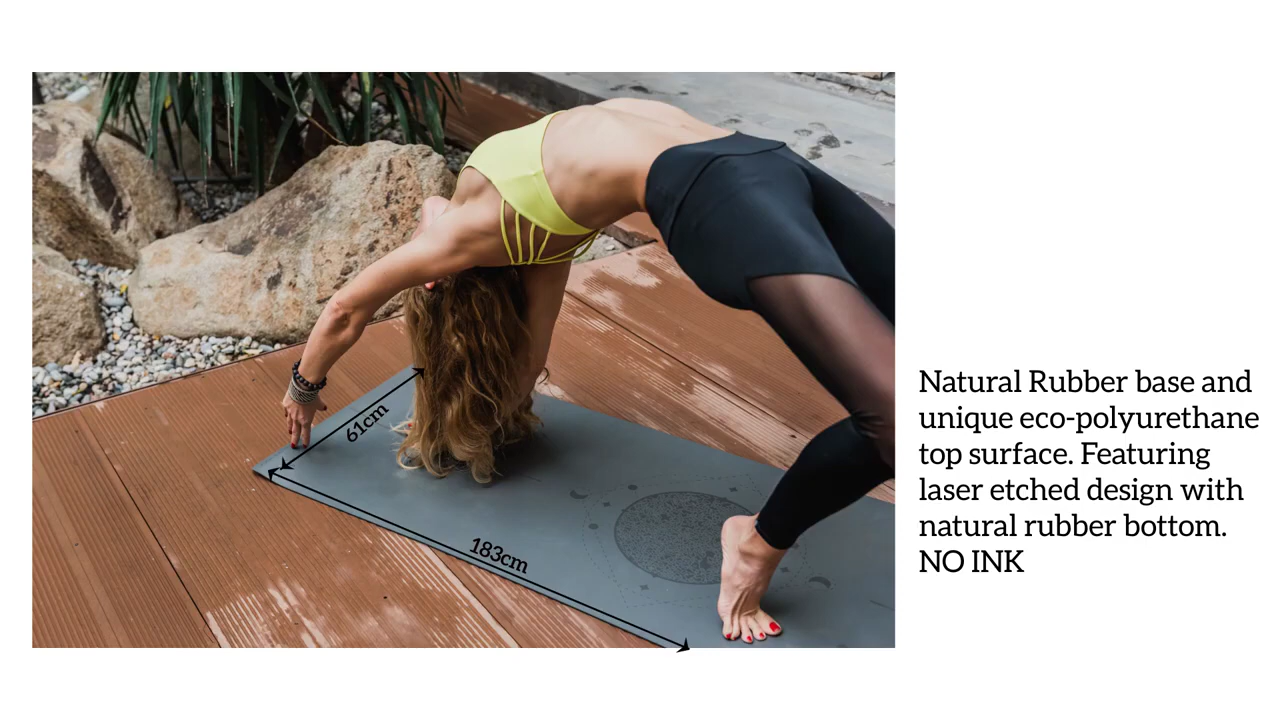 61cm
183cm
Natural Rubber base and
unique eco-polyurethane
top surface. Featuring
laser etched design with
natural rubber bottom.
NO INK